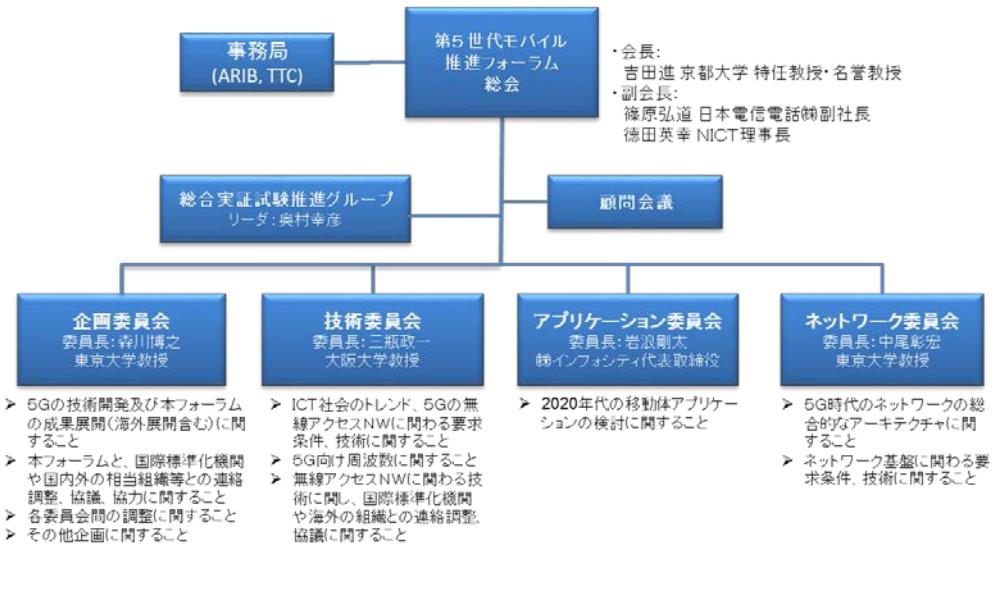 第5世代モバイル
推進フォーラム
総会
事務局
(ARIB, TTC)
・会長:
吉田進 京都大学 特任教授・名誉教授
・副会長:
篠原弘道 日本電信電話㈱副社長
徳田英幸 NICT理事長
総合実証試験推進グループ
リーダ:奥村幸彦
顧問会議
企画委員会
委員長:森川博之
東京大学教授
➢ 5Gの技術開発及び本フォーラム
の成果展開(海外展開含む)に関
すること
➢ 本フォーラムと、国際標準化機関
や国内外の相当組織等との連絡
調整、協議、協力に関すること
➢ 各委員会間の調整に関すること
➢ その他企画に関すること
技術委員会
委員長:三瓶政一
大阪大学教授
➢ ICT社会のトレンド、5Gの無
線アクセスNWに関わる要求
条件、技術に関すること
➢ 5G向け周波数に関すること
➢ 無線アクセスNWに関わる技
術に関し、国際標準化機関
や海外の組織との連絡調整、
協議に関すること
アプリケーション委員会
委員長:岩浪剛太
㈱インフォシティ代表取締役
➢ 2020年代の移動体アプリケー
ションの検討に関すること
ネットワーク委員会
委員長:中尾彰宏
東京大学教授
➢ 5G時代のネットワークの総
合的なアーキテクチャに関
すること
➢ ネットワーク基盤に関わる要
求条件、技術に関すること